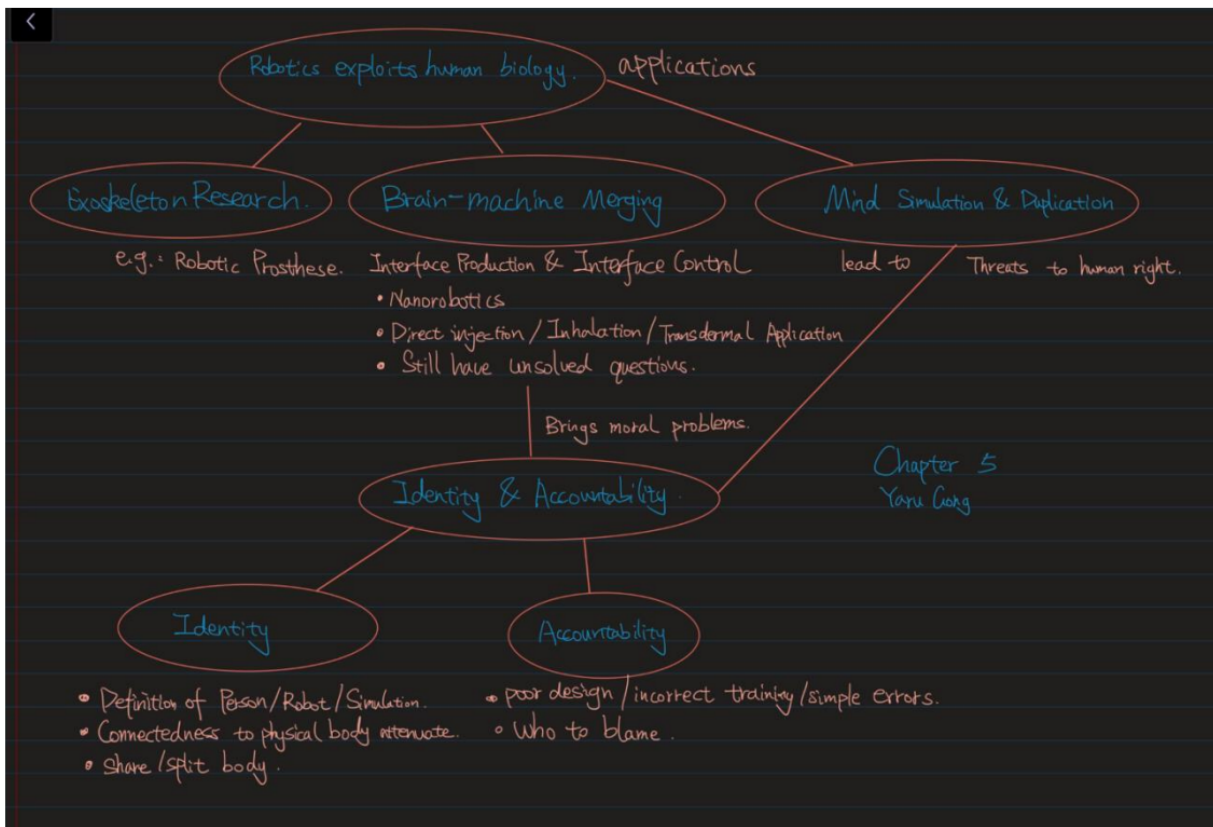 Robotics exploits human biology.
applications
Exoskeleton Research.
Brain-machine Merging
Mind Simulation & Duplication
e.g.: Robotic Prosthese.
Interface Production & Interface Control
• Nanorobotics
• Direct injection / Inhalation / Transdermal Application
• Still have unsolved questions.
lead to
Threats to human right.
Brings moral problems.
Identity & Accountability.
Chapter 5
Yaru
Identity
Accountability
• Definition of Person/Robot/Simulation.
• Connectedness to physical body attenuate.
• Share/split body.
• poor design/incorrect training/simple errors.
• Who to blame.